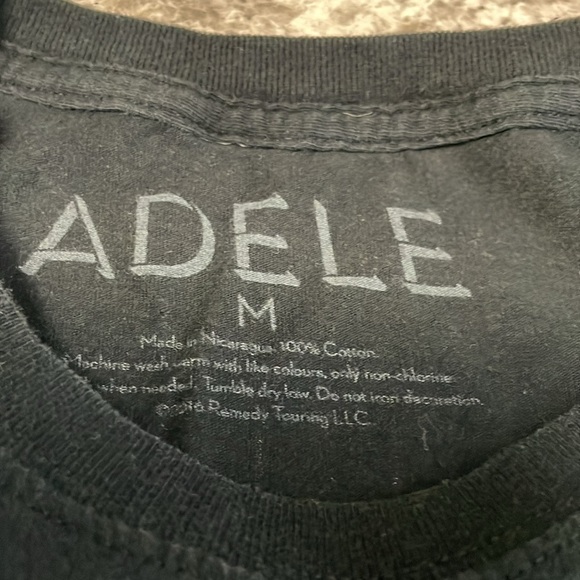 ADELE
M
Made in Nicaragua. 100% Cotton.
Machine wash warm with like colours, only non-chlorine
when needed. Tumble dry low. Do not iron decoration.
©2016 Remedy Touring LLC.